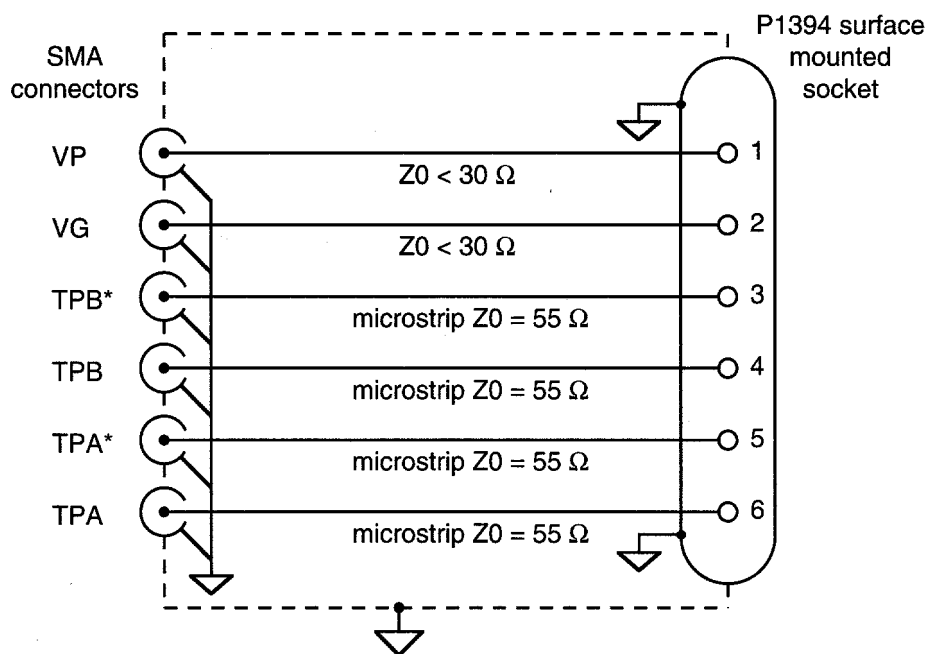 P1394 surface
mounted
socket
SMA
connectors
VP
Z0 < 30 Ω
1
VG
Z0 < 30 Ω
2
TPB*
microstrip Z0 = 55 Ω
3
TPB
microstrip Z0 = 55 Ω
4
TPA*
microstrip Z0 = 55 Ω
5
TPA
microstrip Z0 = 55 Ω
6